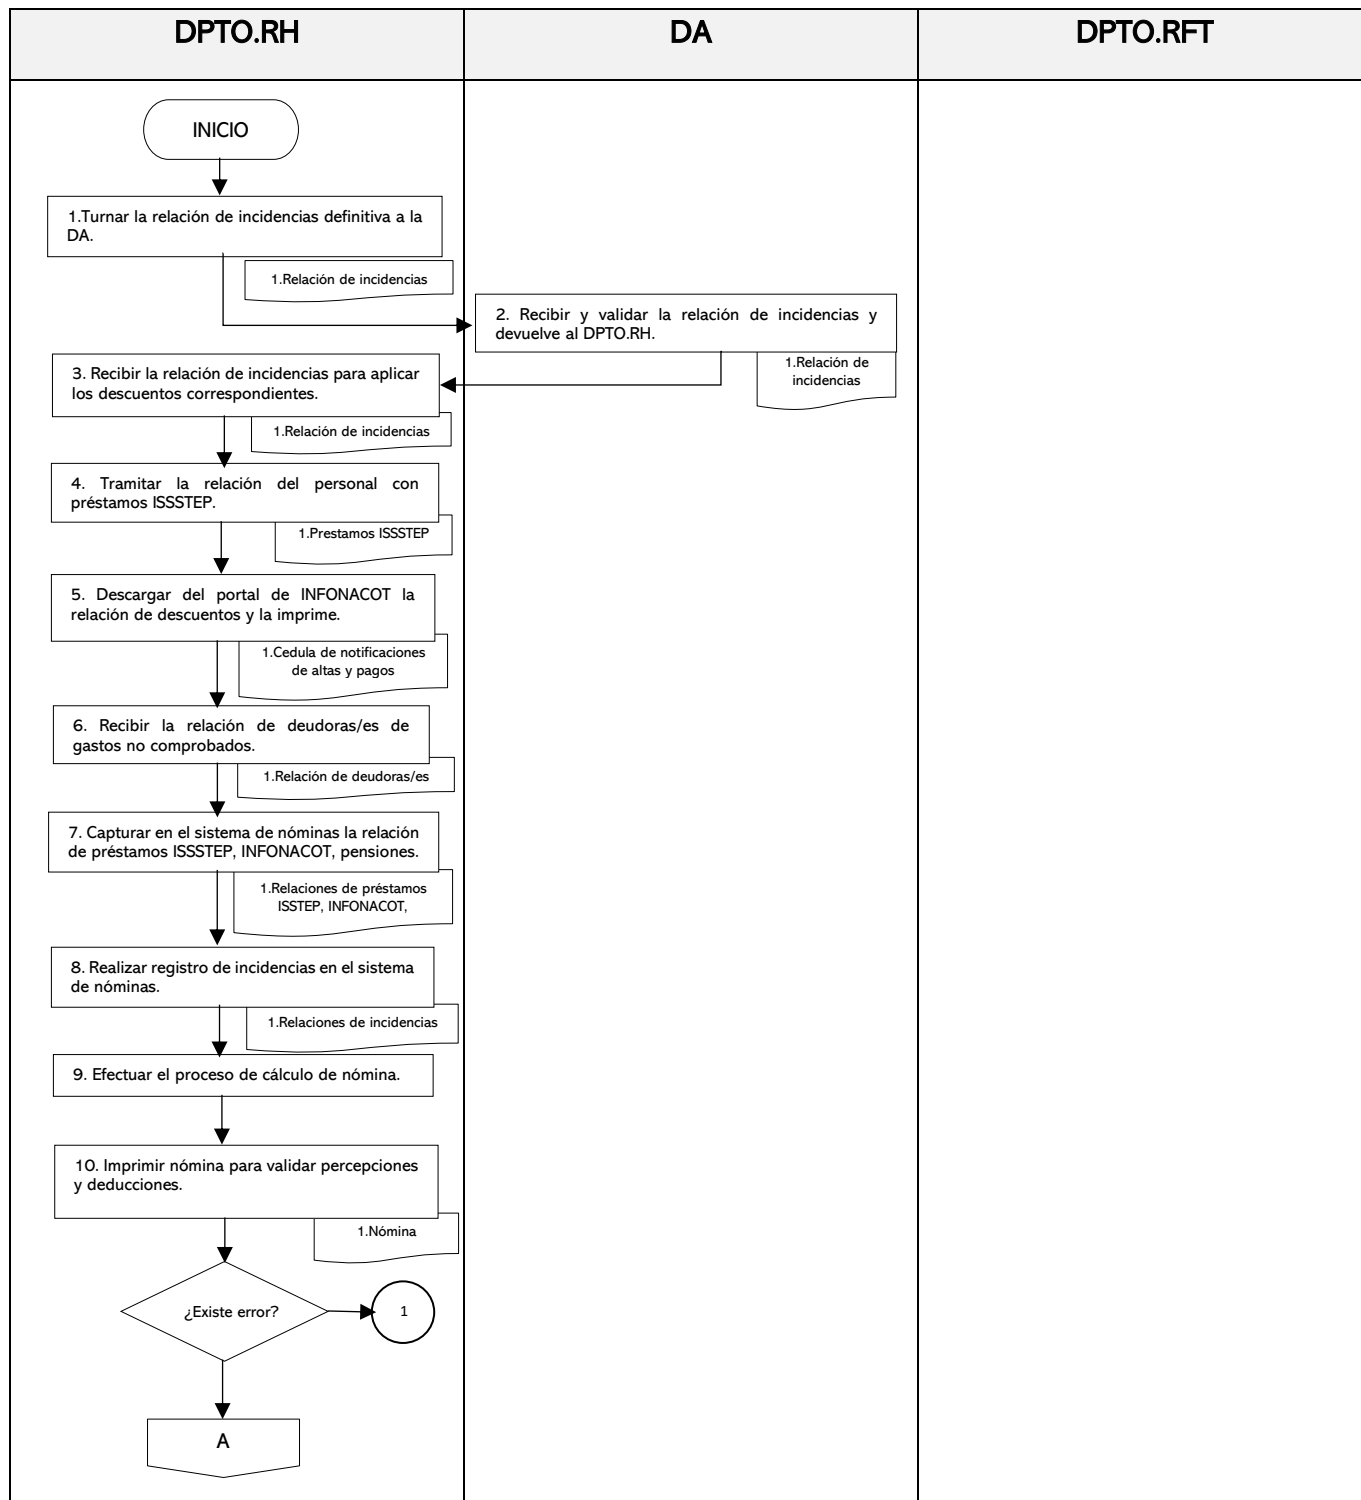 DPTO.RH
DA
DPTO.RFT
INICIO
1.Turnar la relación de incidencias definitiva a la
DA.
1.Relación de incidencias
2. Recibir y validar la relación de incidencias y
devuelve al DPTO.RH.
1.Relación de
incidencias
3. Recibir la relación de incidencias para aplicar
los descuentos correspondientes.
1.Relación de incidencias
4. Tramitar la relación del personal con
préstamos ISSSTEP.
1.Prestamos ISSSTEP
5. Descargar del portal de INFONACOT la
relación de descuentos y la imprime.
1.Cedula de notificaciones
de altas y pagos
6. Recibir la relación de deudoras/es de
gastos no comprobados.
1.Relación de deudoras/es
7. Capturar en el sistema de nóminas la relación
de préstamos ISSSTEP, INFONACOT, pensiones.
1.Relaciones de préstamos
ISSTEP, INFONACOT,
8. Realizar registro de incidencias en el sistema
de nóminas.
1.Relaciones de incidencias
9. Efectuar el proceso de cálculo de nómina.
10. Imprimir nómina para validar percepciones
y deducciones.
1.Nómina
¿Existe error?
1
A